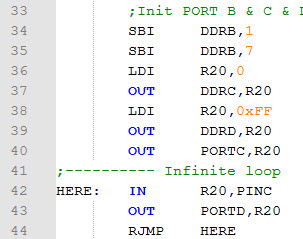 33 ;Init PORT B & C &
34 SBI DDRB,1
35 SBI DDRB,7
36 LDI R20,0
37 OUT DDRC,R20
38 LDI R20,0xFF
39 OUT DDRD,R20
40 OUT PORTC,R20
41 ;---------- Infinite loop
42 HERE: IN R20,PINC
43 OUT PORTD,R20
44 RJMP HERE